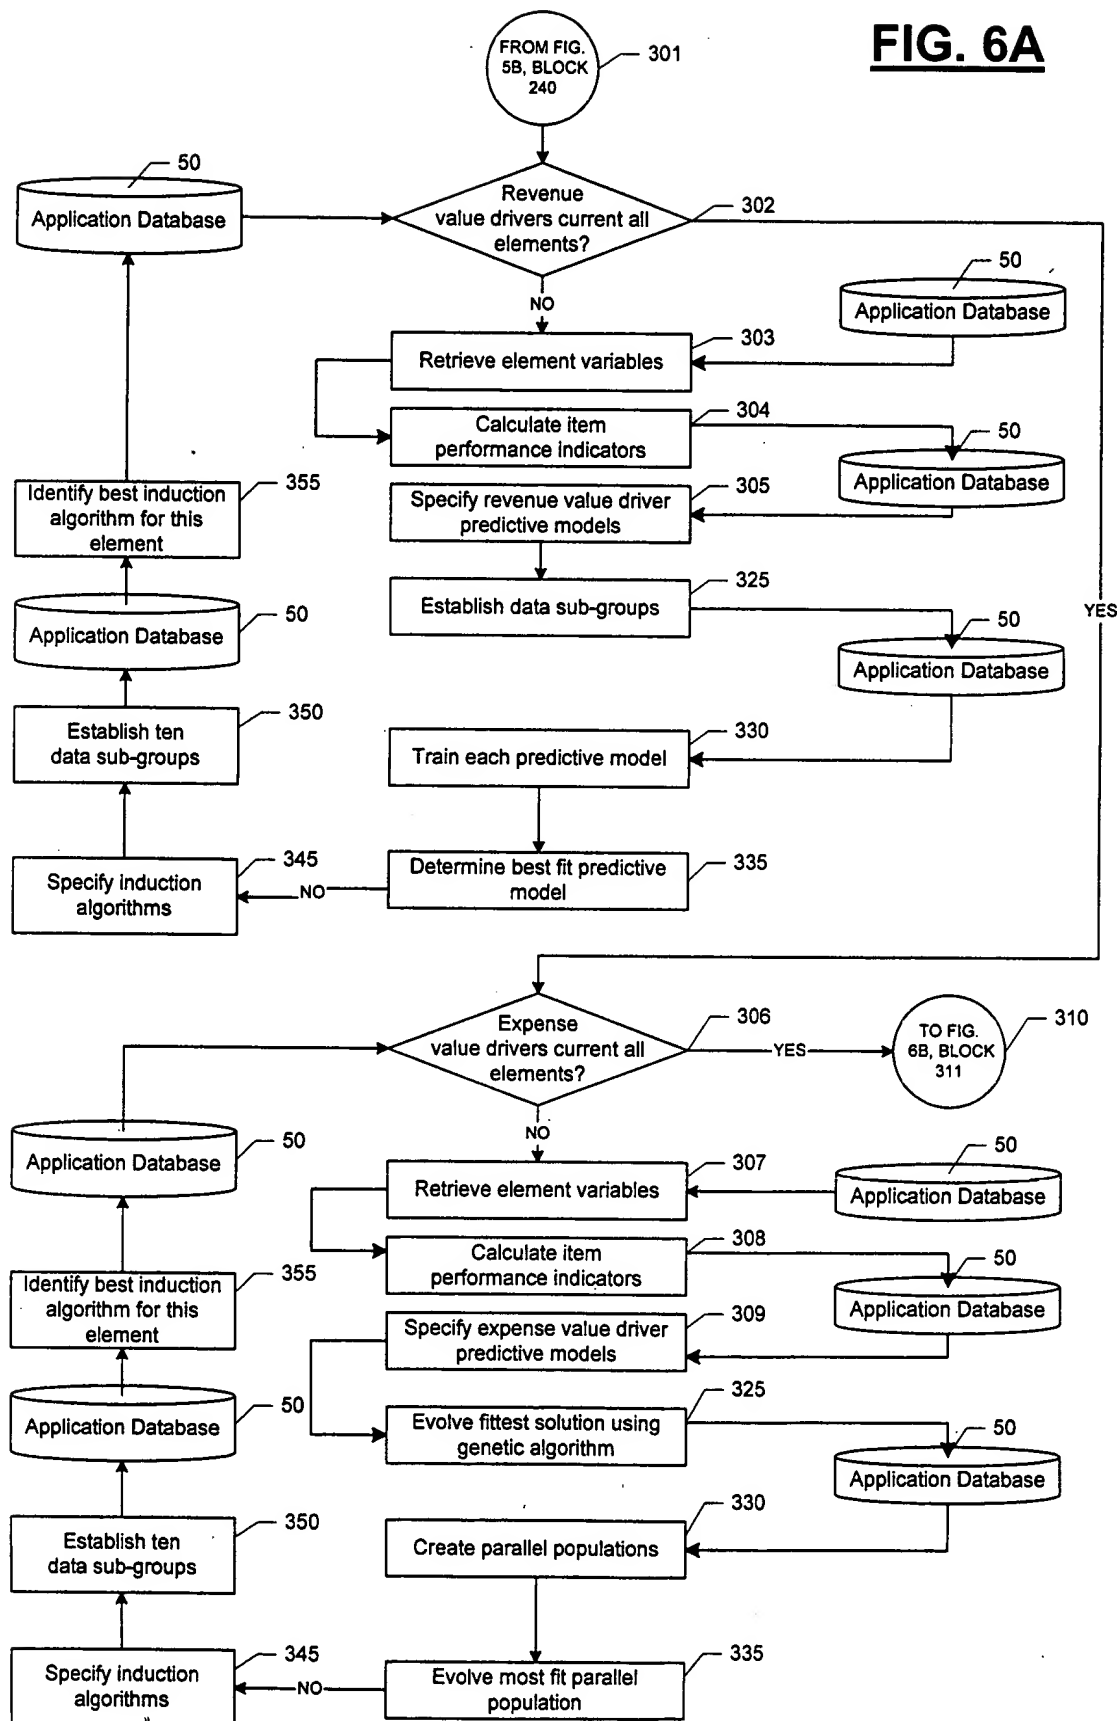 FIG. 6A
FROM FIG.
5B, BLOCK
240
301
50
Application Database
Revenue
value drivers current all
elements?
302
NO
YES
50
Application Database
303
Retrieve element variables
304
Calculate item
performance indicators
50
Application Database
305
Specify revenue value driver
predictive models
355
Identify best induction
algorithm for this
element
325
Establish data sub-groups
50
Application Database
50
Application Database
350
Establish ten
data sub-groups
330
Train each predictive model
345
Specify induction
algorithms
NO
335
Determine best fit predictive
model
Expense
value drivers current all
elements?
306
YES
TO FIG.
6B, BLOCK
311
310
NO
50
Application Database
307
Retrieve element variables
50
Application Database
308
Calculate item
performance indicators
50
Application Database
355
Identify best induction
algorithm for this
element
309
Specify expense value driver
predictive models
50
Application Database
325
Evolve fittest solution using
genetic algorithm
50
Application Database
350
Establish ten
data sub-groups
330
Create parallel populations
345
Specify induction
algorithms
NO
335
Evolve most fit parallel
population